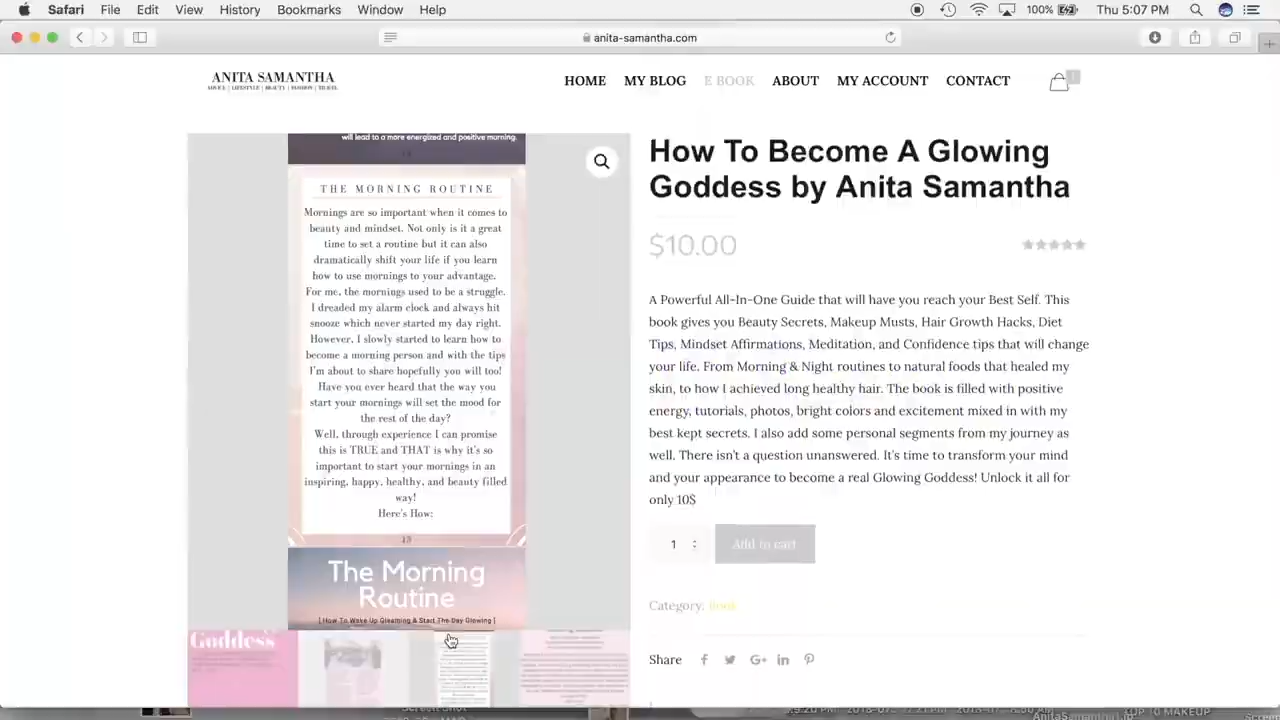 Safari File Edit View History Bookmarks Window Help 100% Thu 5:07 PM
anita-samantha.com
ANITA SAMANTHA
HOME MY BLOG E BOOK ABOUT MY ACCOUNT CONTACT 1
will lead to a more energized and positive morning.
THE MORNING ROUTINE
Mornings are so important when it comes to
beauty and mindset. Not only is it a great
time to set a routine but it can also
dramatically shift your life if you learn
how to use mornings to your advantage.
For me, the mornings used to be a struggle.
I dreaded my alarm clock and always hit
snooze which never started my day right.
However, I slowly started to learn how to
become a morning person and with the tips
I'm about to share hopefully you will too!
Have you ever heard that the way you
start your mornings will set the mood for
the rest of the day?
Well, through experience I can promise
this is TRUE and THAT is why it's so
important to start your mornings in an
inspiring, happy, healthy, and beauty filled
way!
Here's How:
13
The Morning
Routine
[ How To Wake Up Gleaming & Start The Day Glowing ]
Goddess
How To Become A Glowing
Goddess by Anita Samantha
$10.00
A Powerful All-In-One Guide that will have you reach your Best Self. This
book gives you Beauty Secrets, Makeup Musts, Hair Growth Hacks, Diet
Tips, Mindset Affirmations, Meditation, and Confidence tips that will change
your life. From Morning & Night routines to natural foods that healed my
skin, to how I achieved long healthy hair. The book is filled with positive
energy, tutorials, photos, bright colors and excitement mixed in with my
best kept secrets. I also add some personal segments from my journey as
well. There isn't a question unanswered. It's time to transform your mind
and your appearance to become a real Glowing Goddess! Unlock it all for
only 10$
1 Add to cart
Category: Book
Share